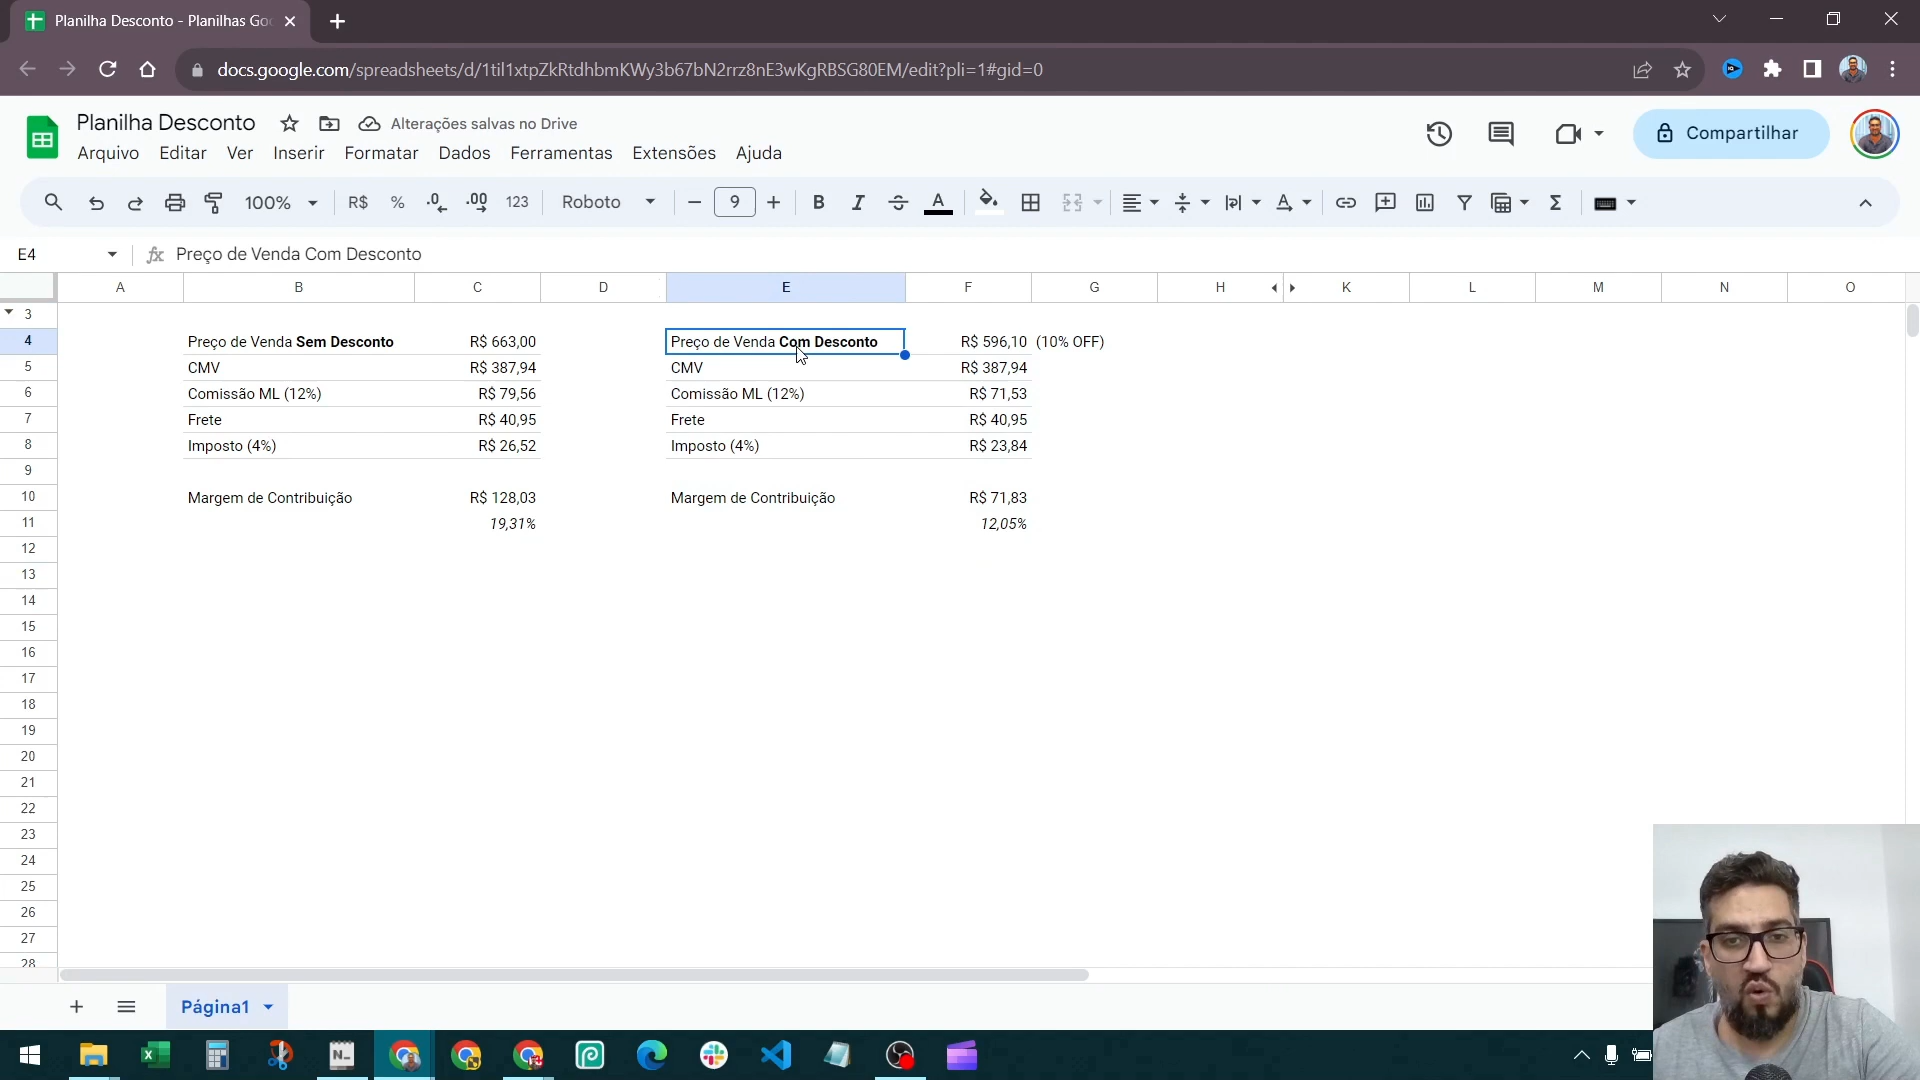 Planilha Desconto - Planilhas Goo
docs.google.com/spreadsheets/d/1til1xtpZkRtdhbmKWy3b67bN2rrz8nE3wKgRBSG80EM/edit?pli=1#gid=0
Planilha Desconto
Alterações salvas no Drive
Compartilhar
Arquivo Editar Ver Inserir Formatar Dados Ferramentas Extensões Ajuda
100% R$ % .0 .00 123 Roboto 9 B I S A
E4 fx Preço de Venda Com Desconto
A B C D E F G H K L M N O
3
4 Preço de Venda Sem Desconto R$ 663,00 Preço de Venda Com Desconto R$ 596,10 (10% OFF)
5 CMV R$ 387,94 CMV R$ 387,94
6 Comissão ML (12%) R$ 79,56 Comissão ML (12%) R$ 71,53
7 Frete R$ 40,95 Frete R$ 40,95
8 Imposto (4%) R$ 26,52 Imposto (4%) R$ 23,84
9
10 Margem de Contribuição R$ 128,03 Margem de Contribuição R$ 71,83
11 19,31% 12,05%
12
13
14
15
16
17
18
19
20
21
22
23
24
25
26
27
28
Página1